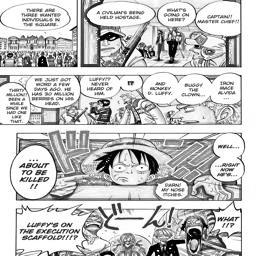 CAPTAIN!!
MASTER
CHIEF!!
WHAT'S
GOING ON
HERE?
A CIVILIAN'S BEING
HELD HOSTAGE.
THERE ARE
THREE WANTED
INDIVIDUALS IN
THE SQUARE.
IRON
MACE
ALVIDA
BUGGY
THE
CLOWN...
AND
MONKEY
D. LUFFY.
LUFFY?
NEVER
HEARD OF
HIM.
WE JUST GOT
WORD A FEW
DAYS AGO. HE
HAS 30 MILLION
BERRIES ON
HIS HEAD.
THIRTY
MILLION!?
BEEN A
WHILE
SINCE WE
HAD ONE
LIKE
THAT.
WELL...
...RIGHT
NOW
HE'S...
DARN!
MY NOSE
ITCHES.
...
ABOUT
TO BE
KILLED
!!
WHAT
!!?
LUFFY'S ON
THE EXECUTION
SCAFFOLD!!!?